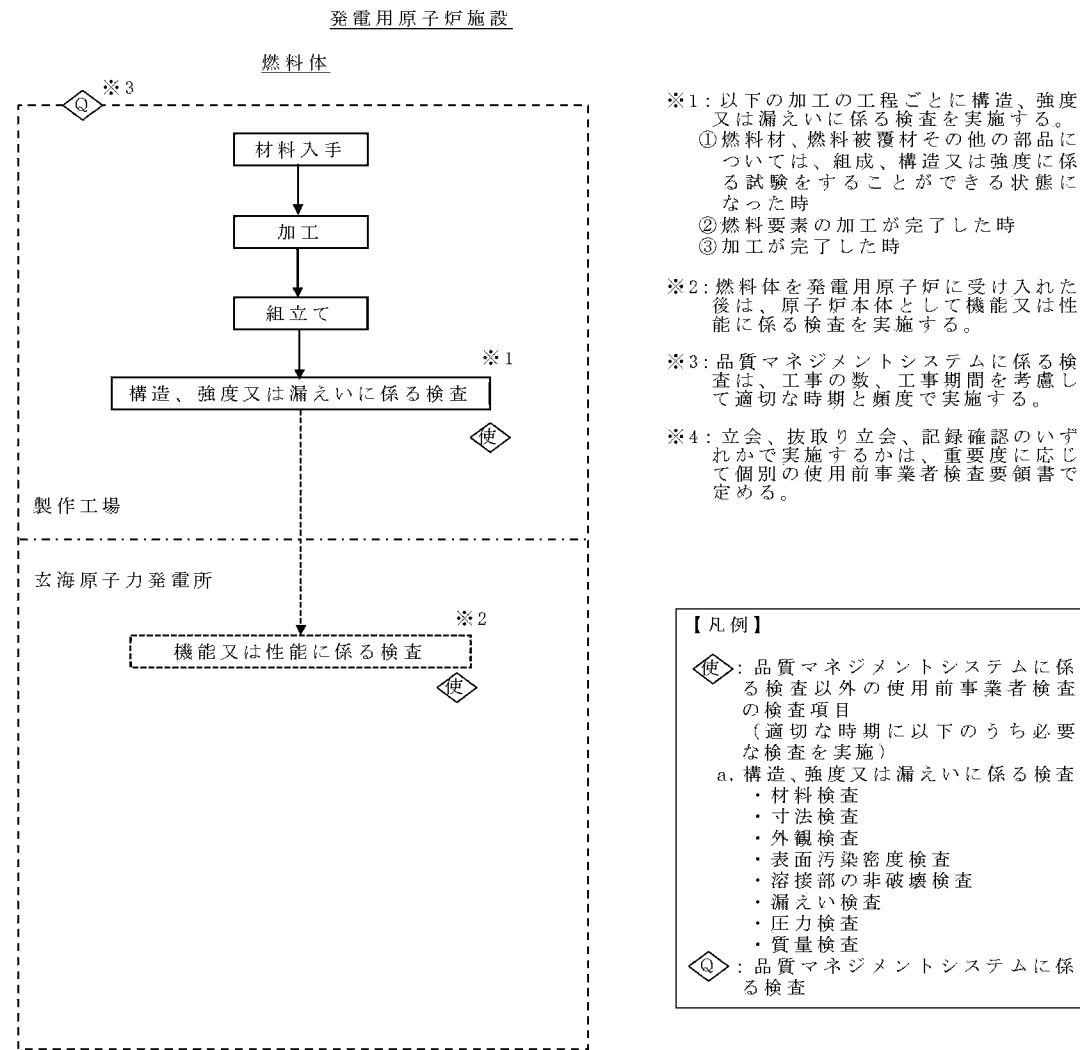 発電用原子炉施設
燃料体
Q
※3
材料入手
加工
組立て
※1
構造、強度又は漏えいに係る検査
使
製作工場
玄海原子力発電所
※2
機能又は性能に係る検査
使
※1：以下の加工の工程ごとに構造、強度
又は漏えいに係る検査を実施する。
①燃料材、燃料被覆材その他の部品に
ついては、組成、構造又は強度に係
る試験をすることができる状態に
なった時
②燃料要素の加工が完了した時
③加工が完了した時
※2：燃料体を発電用原子炉に受け入れた
後は、原子炉本体として機能又は性
能に係る検査を実施する。
※3：品質マネジメントシステムに係る検
査は、工事の数、工事期間を考慮し
て適切な時期と頻度で実施する。
※4：立会、抜取り立会、記録確認のいず
れかで実施するかは、重要度に応じ
て個別の使用前事業者検査要領書で
定める。
【凡例】
使：品質マネジメントシステムに係
る検査以外の使用前事業者検査
の検査項目
（適切な時期に以下のうち必要
な検査を実施）
a．構造、強度又は漏えいに係る検査
・材料検査
・寸法検査
・外観検査
・表面汚染密度検査
・溶接部の非破壊検査
・漏えい検査
・圧力検査
・質量検査
Q：品質マネジメントシステムに係
る検査